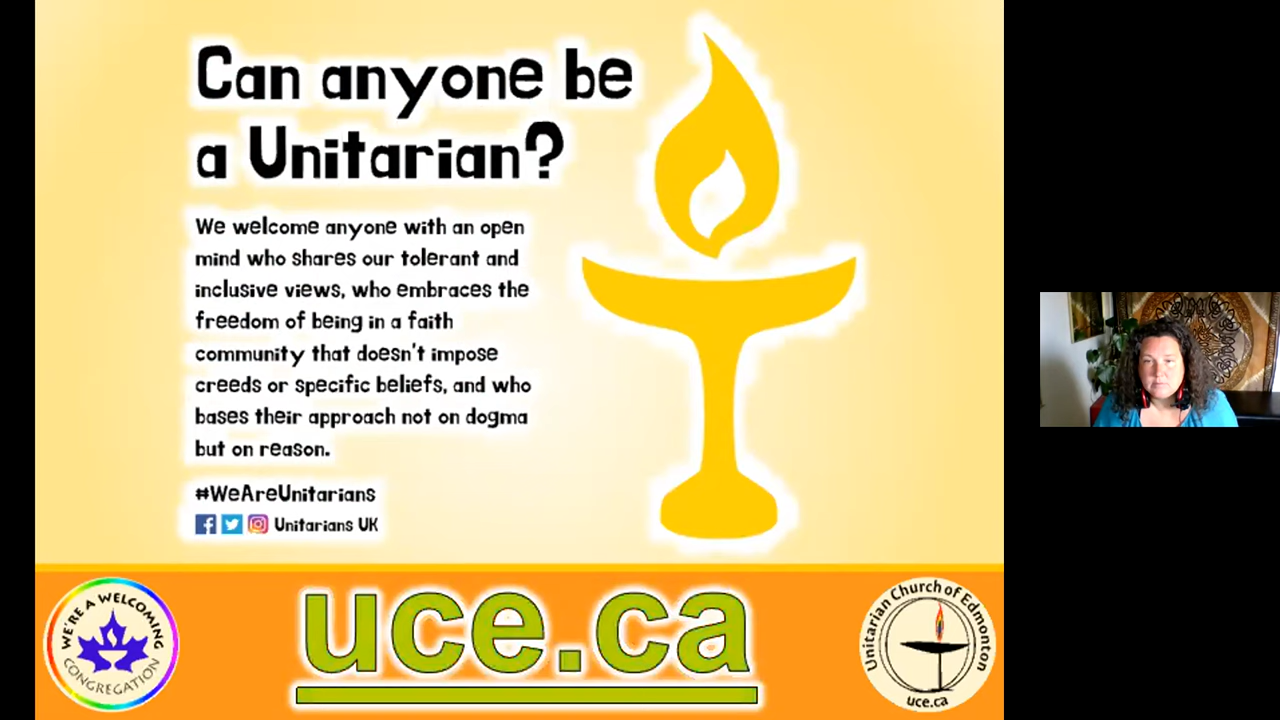 Can anyone be
a Unitarian?
We welcome anyone with an open
mind who shares our tolerant and
inclusive views, who embraces the
freedom of being in a faith
community that doesn't impose
creeds or specific beliefs, and who
bases their approach not on dogma
but on reason.
#WeAreUnitarians
Unitarians UK
WE'RE A WELCOMING
CONGREGATION
uce.ca
Unitarian Church of Edmonton
uce.ca